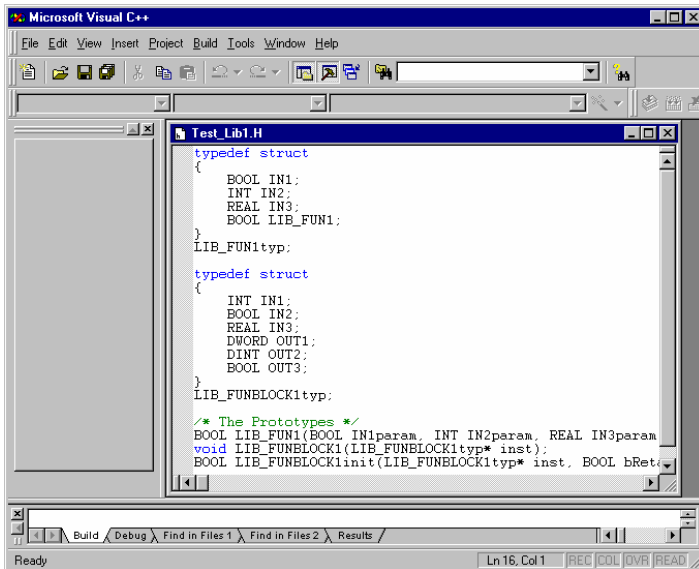 Microsoft Visual C++
File Edit View Insert Project Build Tools Window Help
Test_Lib1.H
typedef struct
{
BOOL IN1;
INT IN2;
REAL IN3;
BOOL LIB_FUN1;
}
LIB_FUN1typ;
typedef struct
{
INT IN1;
BOOL IN2;
REAL IN3;
DWORD OUT1;
DINT OUT2;
BOOL OUT3;
}
LIB_FUNBLOCK1typ;
/* The Prototypes */
BOOL LIB_FUN1(BOOL IN1param, INT IN2param, REAL IN3param
void LIB_FUNBLOCK1(LIB_FUNBLOCK1typ* inst);
BOOL LIB_FUNBLOCK1init(LIB_FUNBLOCK1typ* inst, BOOL bReta
Build Debug Find in Files 1 Find in Files 2 Results
Ready Ln 16, Col 1 REC COL OVR READ